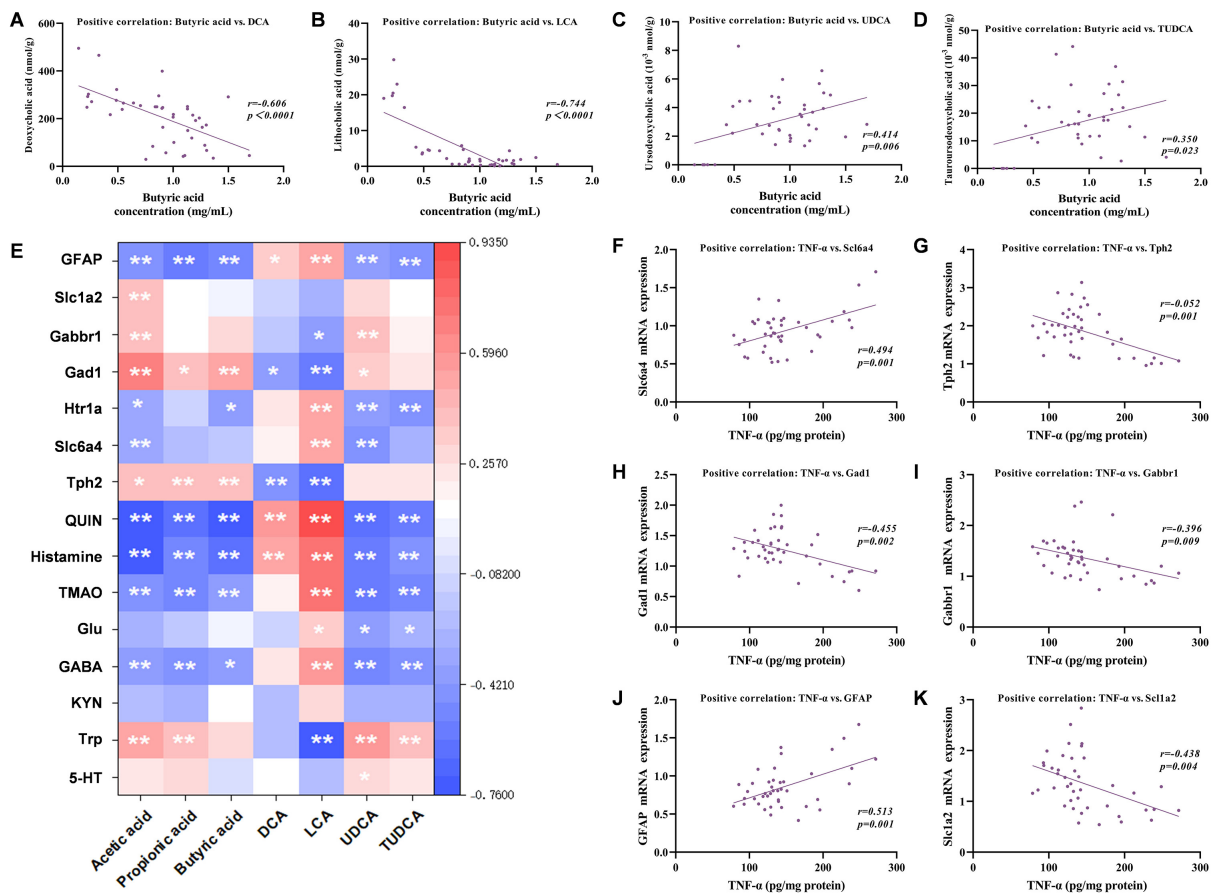 A
Positive correlation: Butyric acid vs. DCA
Deoxycholic acid (nmol/g)
600
400
200
0
0.0 0.5 1.0 1.5 2.0
r=-0.606
p<0.0001
Butyric acid
concentration (mg/mL)
B
Positive correlation: Butyric acid vs. LCA
Lithocholic acid (nmol/g)
40
30
20
10
0
0.0 0.5 1.0 1.5 2.0
r=-0.744
p<0.0001
Butyric acid
concentration (mg/mL)
C
Positive correlation: Butyric acid vs. UDCA
Ursodeoxycholic acid (10⁻³ nmol/g)
10
8
6
4
2
0
0.0 0.5 1.0 1.5 2.0
r=0.414
p=0.006
Butyric acid
concentration (mg/mL)
D
Positive correlation: Butyric acid vs. TUDCA
Tauroursodeoxycholic acid (10⁻³ nmol/g)
50
40
30
20
10
0
0.0 0.5 1.0 1.5 2.0
r=0.350
p=0.023
Butyric acid
concentration (mg/mL)
E
GFAP ** ** ** * ** ** **
Slc1a2 **
Gabbr1 ** * **
Gad1 ** * ** * ** *
Htr1a * * ** ** **
Slc6a4 ** ** **
Tph2 * ** ** ** **
QUIN ** ** ** ** ** ** **
Histamine ** ** ** ** ** ** **
TMAO ** ** ** ** ** **
Glu * * *
GABA ** ** * ** ** **
KYN
Trp ** ** ** ** **
5-HT *
Acetic acid
Propionic acid
Butyric acid
DCA
LCA
UDCA
TUDCA
0.9350
0.5960
0.2570
-0.08200
-0.4210
-0.7600
F
Positive correlation: TNF-α vs. Scl6a4
Slc6a4 mRNA expression
2.0
1.5
1.0
0.5
0.0
0 100 200 300
r=0.494
p=0.001
TNF-α (pg/mg protein)
G
Positive correlation: TNF-α vs. Tph2
Tph2 mRNA expression
4
3
2
1
0
0 100 200 300
r=-0.052
p=0.001
TNF-α (pg/mg protein)
H
Positive correlation: TNF-α vs. Gad1
Gad1 mRNA expression
2.5
2.0
1.5
1.0
0.5
0.0
0 100 200 300
r=-0.455
p=0.002
TNF-α (pg/mg protein)
I
Positive correlation: TNF-α vs. Gabbr1
Gabbr1 mRNA expression
3
2
1
0
0 100 200 300
r=-0.396
p=0.009
TNF-α (pg/mg protein)
J
Positive correlation: TNF-α vs. GFAP
GFAP mRNA expression
2.0
1.5
1.0
0.5
0.0
0 100 200 300
r=0.513
p=0.001
TNF-α (pg/mg protein)
K
Positive correlation: TNF-α vs. Scl1a2
Slc1a2 mRNA expression
3
2
1
0
0 100 200 300
r=-0.438
p=0.004
TNF-α (pg/mg protein)